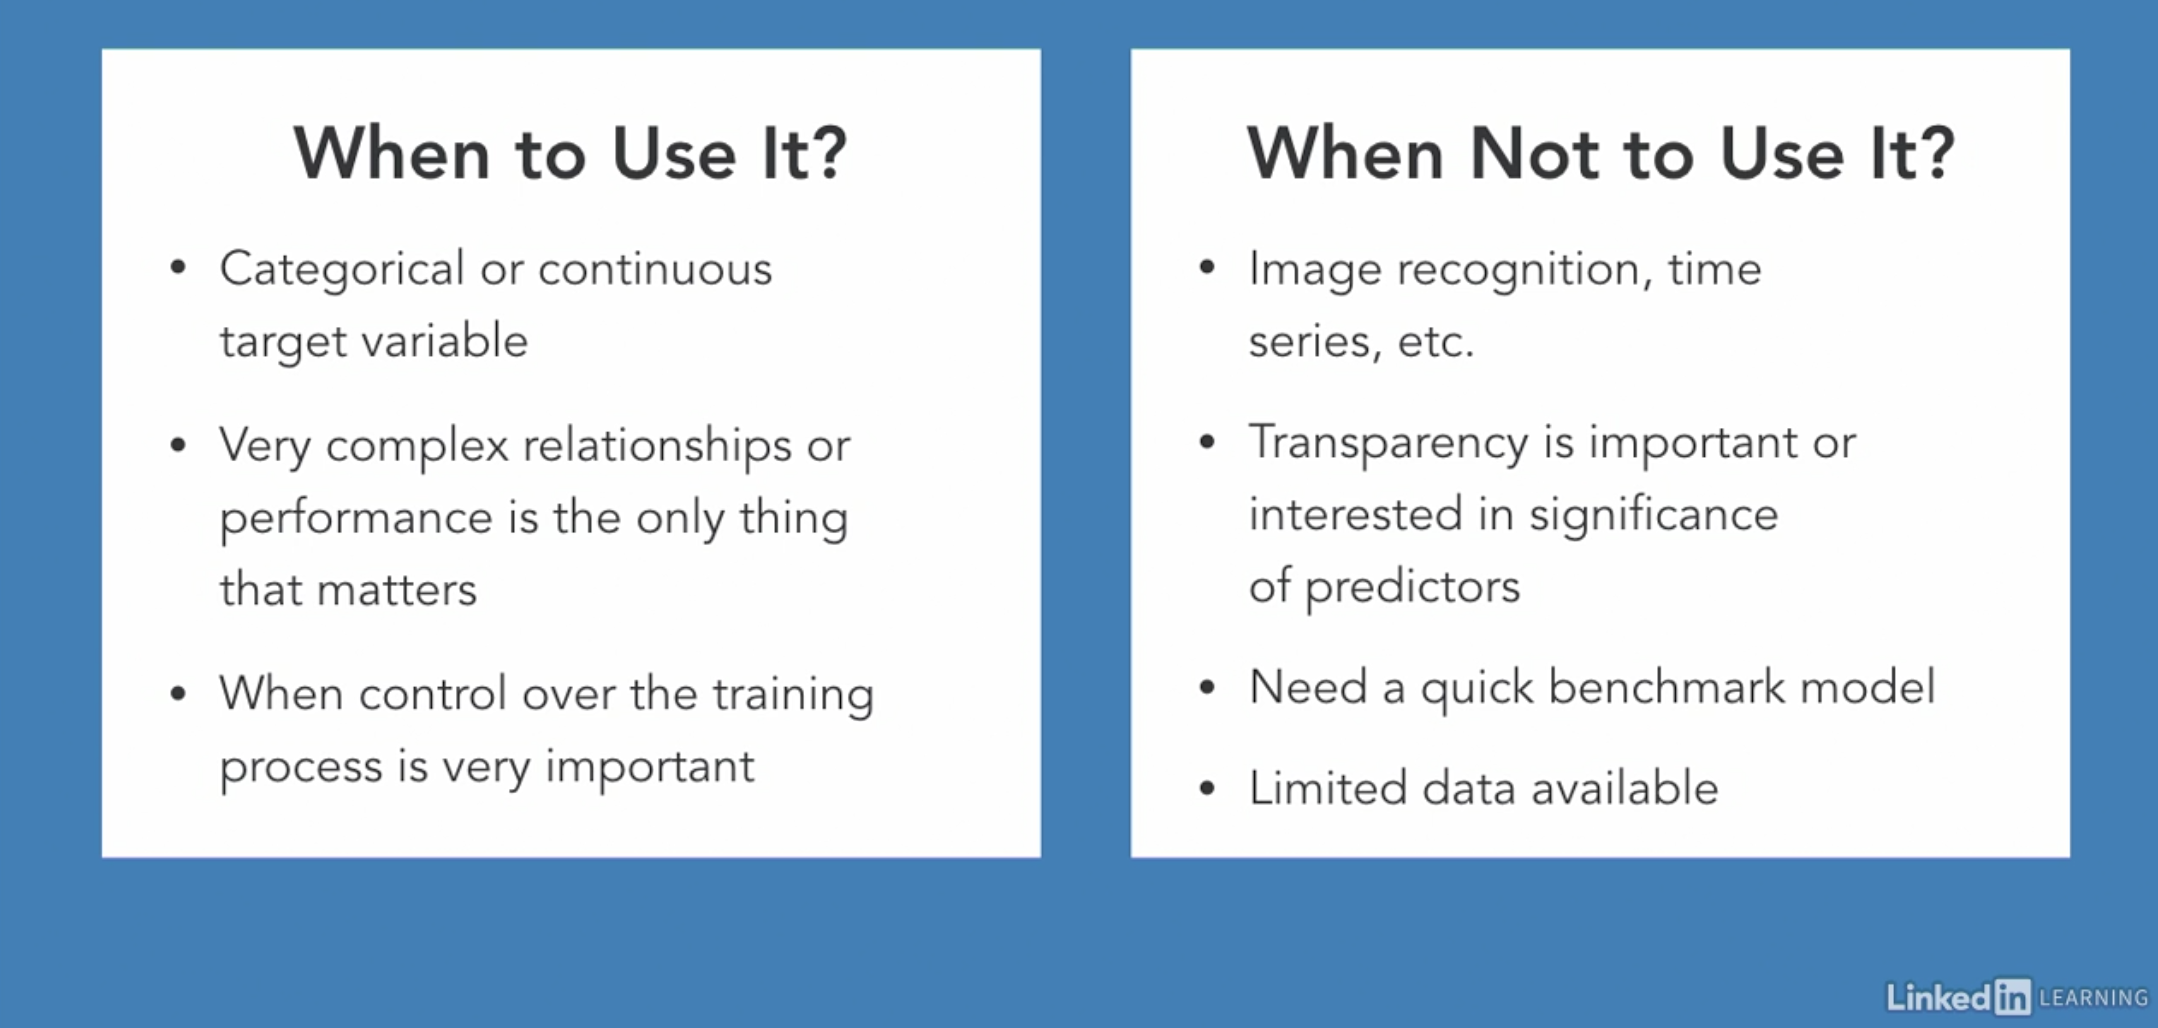 When to Use It?
• Categorical or continuous
target variable
• Very complex relationships or
performance is the only thing
that matters
• When control over the training
process is very important
When Not to Use It?
• Image recognition, time
series, etc.
• Transparency is important or
interested in significance
of predictors
• Need a quick benchmark model
• Limited data available
Linked in LEARNING